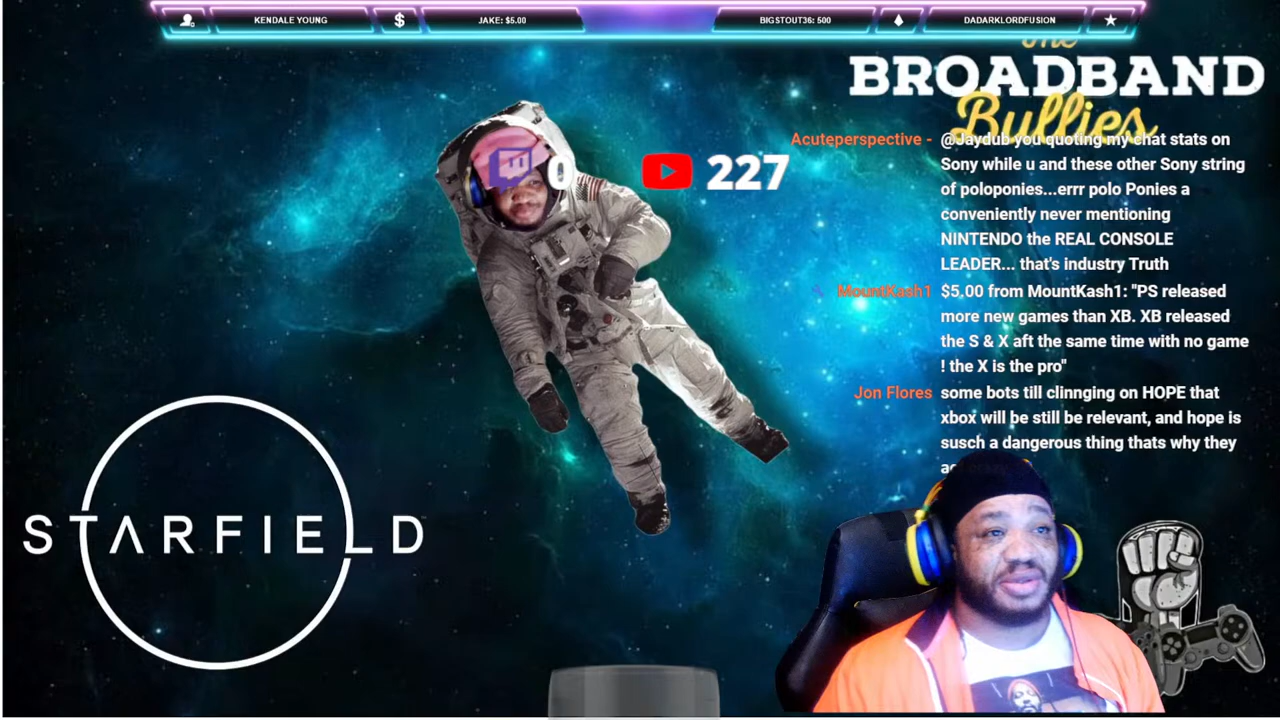 KENDALE YOUNG
$
JAKE: $5.00
BIGSTOUT36: 500
DADARKLORDFUSION
The
BROADBAND
Bullies
0
227
Acuteperspective - @Jaydub you quoting my chat stats on
Sony while u and these other Sony string
of poloponies...errr polo Ponies a
conveniently never mentioning
NINTENDO the REAL CONSOLE
LEADER... that's industry Truth
MountKash1 $5.00 from MountKash1: "PS released
more new games than XB. XB released
the S & X aft the same time with no game
! the X is the pro"
Jon Flores some bots till clinnging on HOPE that
xbox will be still be relevant, and hope is
susch a dangerous thing thats why they
STARFIELD